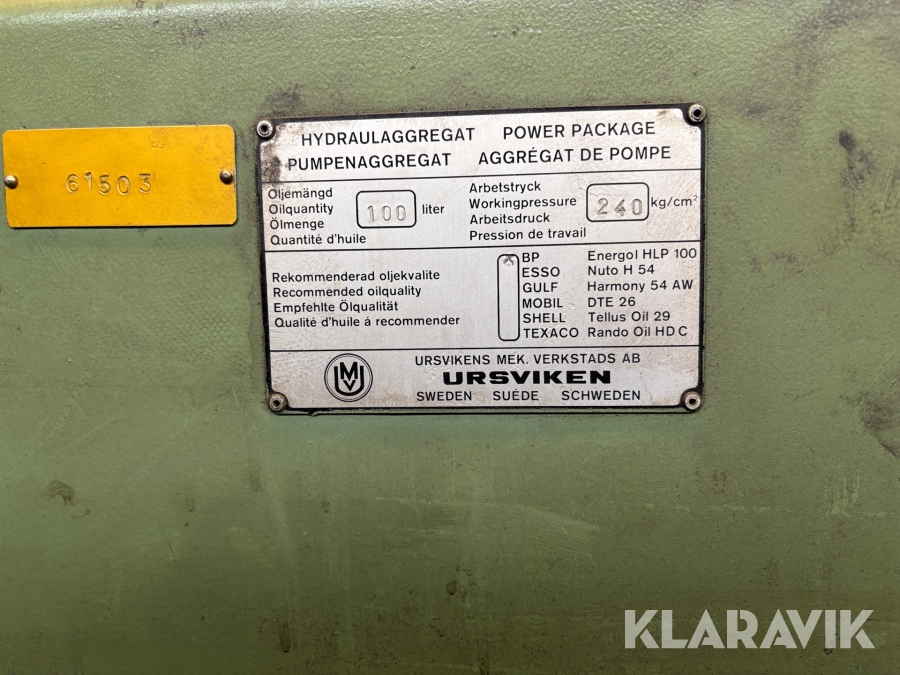 61503
HYDRAULAGGREGAT POWER PACKAGE
PUMPENAGGREGAT AGGRÉGAT DE POMPE
Oljemängd
Oilquantity
Ölmenge
Quantité d'huile
100 liter
Arbetstryck
Workingpressure
Arbeitsdruck
Pression de travail
240 kg/cm²
Rekommenderad oljekvalite
Recommended oilquality
Empfehlte Ölqualität
Qualité d'huile á recommender
X BP Energol HLP 100
ESSO Nuto H 54
GULF Harmony 54 AW
MOBIL DTE 26
SHELL Tellus Oil 29
TEXACO Rando Oil HD C
UMV
URSVIKENS MEK. VERKSTADS AB
URSVIKEN
SWEDEN SUÈDE SCHWEDEN
KLARAVIK